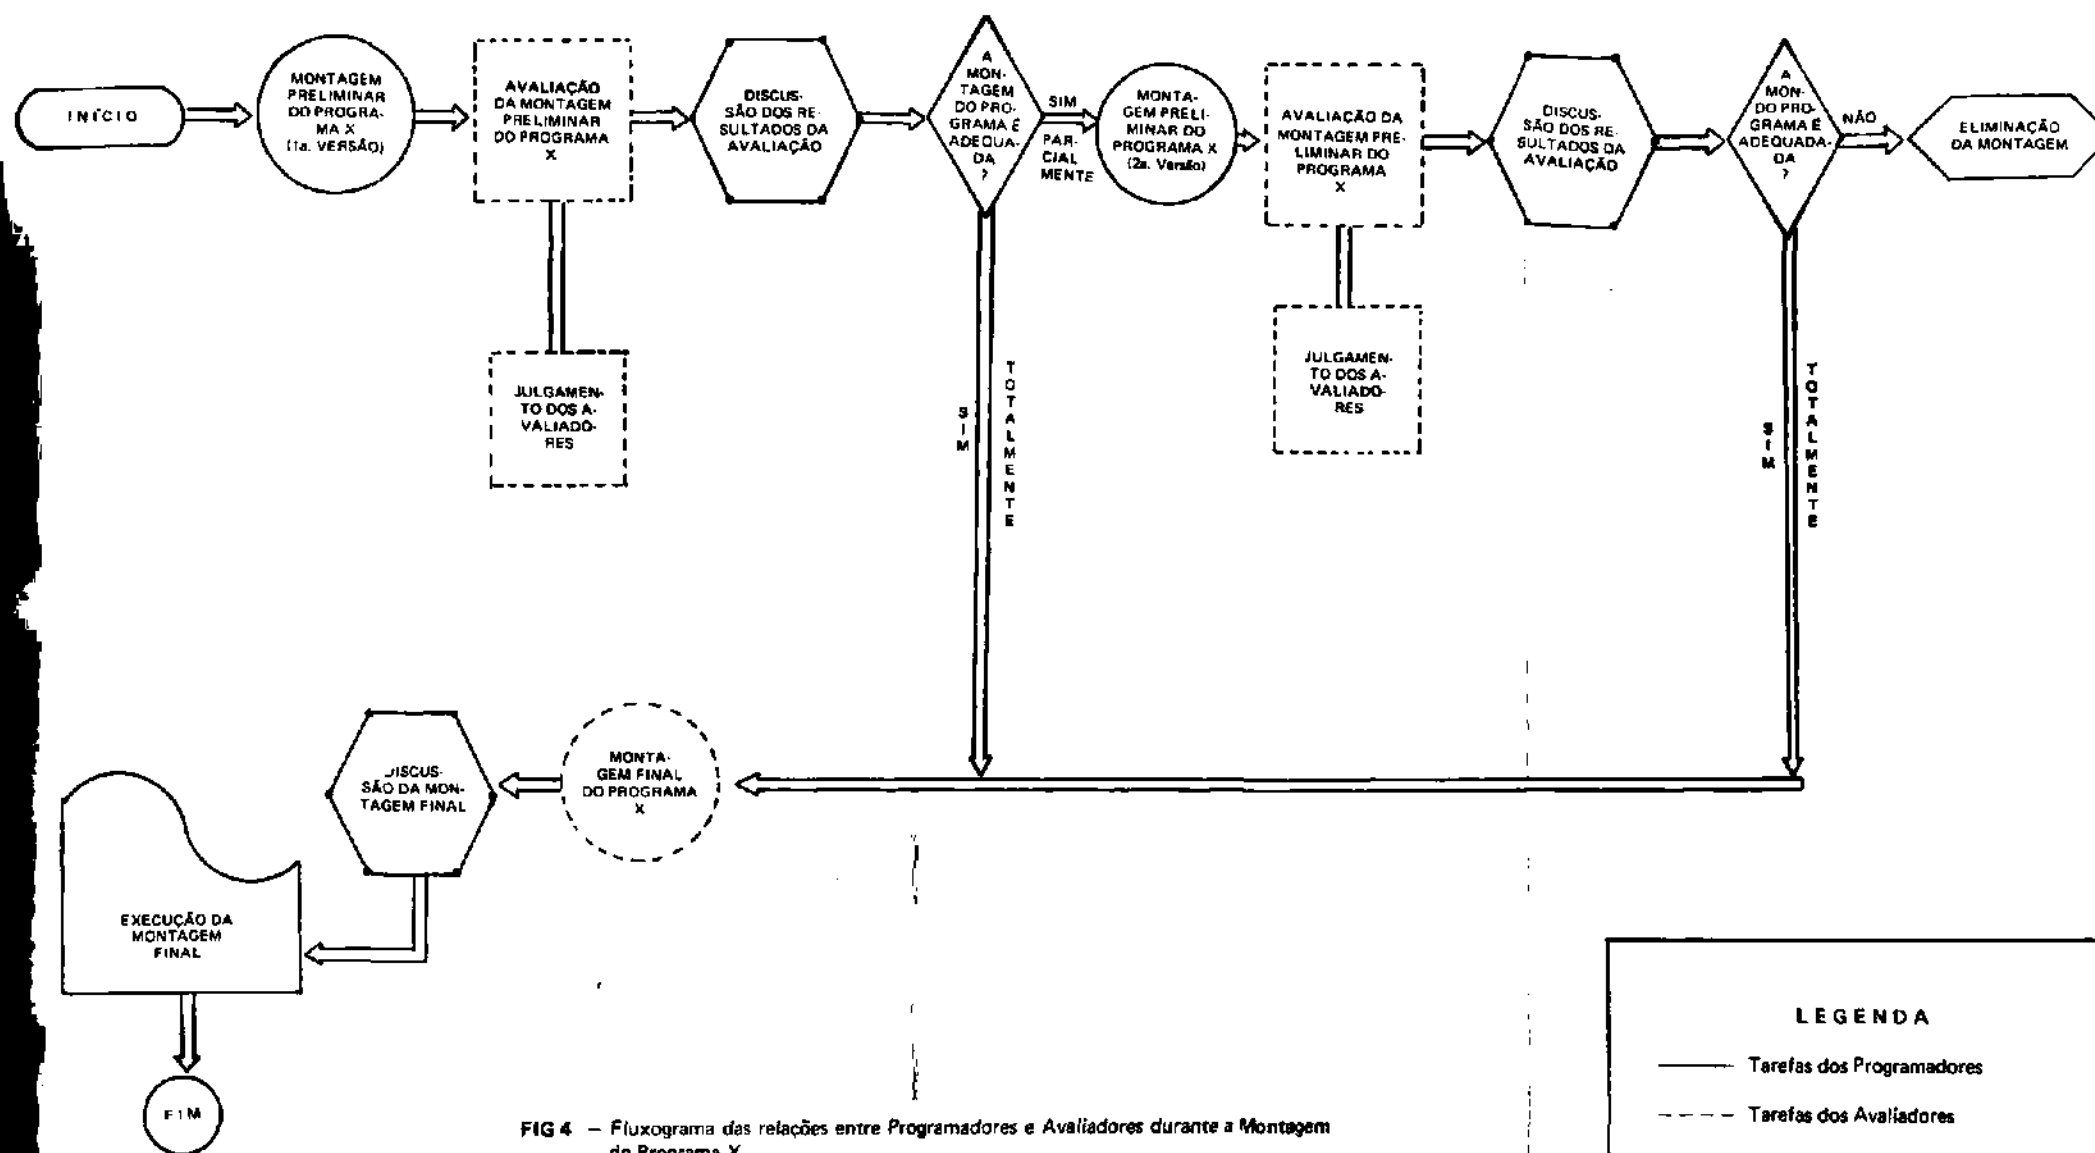 INÍCIO
MONTAGEM
PRELIMINAR
DO PROGRA-
MA X
(1a. VERSÃO)
AVALIAÇÃO
DA MONTAGEM
PRELIMINAR
DO PROGRAMA
X
DISCUS-
SÃO DOS RE-
SULTADOS DA
AVALIAÇÃO
A
MON-
TAGEM
DO PRO-
GRAMA É
ADEQUA-
DA
?
SIM
PAR-
CIAL
MENTE
MONTA-
GEM PRELI-
MINAR DO
PROGRAMA X
(2a. Versão)
AVALIAÇÃO DA
MONTAGEM PRE-
LIMINAR DO
PROGRAMA
X
DISCUS-
SÃO DOS RE-
SULTADOS DA
AVALIAÇÃO
A
MON-
DO PRO-
GRAMA É
ADEQUADA-
DA
?
NÃO
ELIMINAÇÃO
DA MONTAGEM
JULGAMEN-
TO DOS A-
VALIADO-
RES
SIM
TOTALMENTE
JULGAMEN-
TO DOS A-
VALIADO-
RES
SIM
TOTALMENTE
DISCUS-
SÃO DA MON-
TAGEM FINAL
MONTA-
GEM FINAL
DO PROGRAMA
X
EXECUÇÃO DA
MONTAGEM
FINAL
FIM
LEGENDA
Tarefas dos Programadores
Tarefas dos Avaliadores
FIG 4 — Fluxograma das relações entre Programadores e Avaliadores durante a Montagem
do Programa X